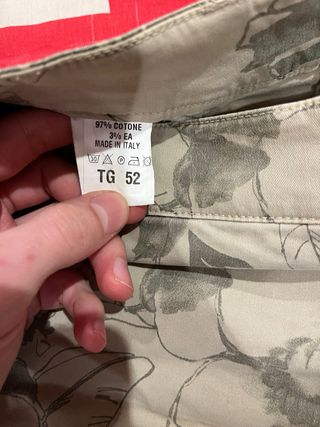 97% COTONE
3% EA
MADE IN ITALY
TG 52